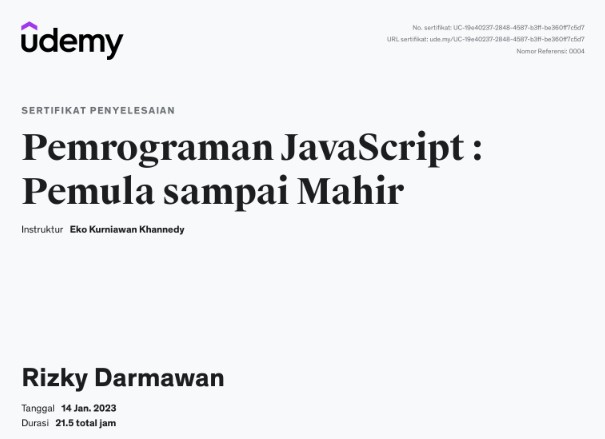 udemy
No. sertifikat: UC-19e40237-2848-4587-b3ff-be360ff7c5d7
URL sertifikat: ude.my/UC-19e40237-2848-4587-b3ff-be360ff7c5d7
Nomor Referensi: 0004
SERTIFIKAT PENYELESAIAN
Pemrograman JavaScript :
Pemula sampai Mahir
Instruktur Eko Kurniawan Khannedy
Rizky Darmawan
Tanggal 14 Jan. 2023
Durasi 21.5 total jam